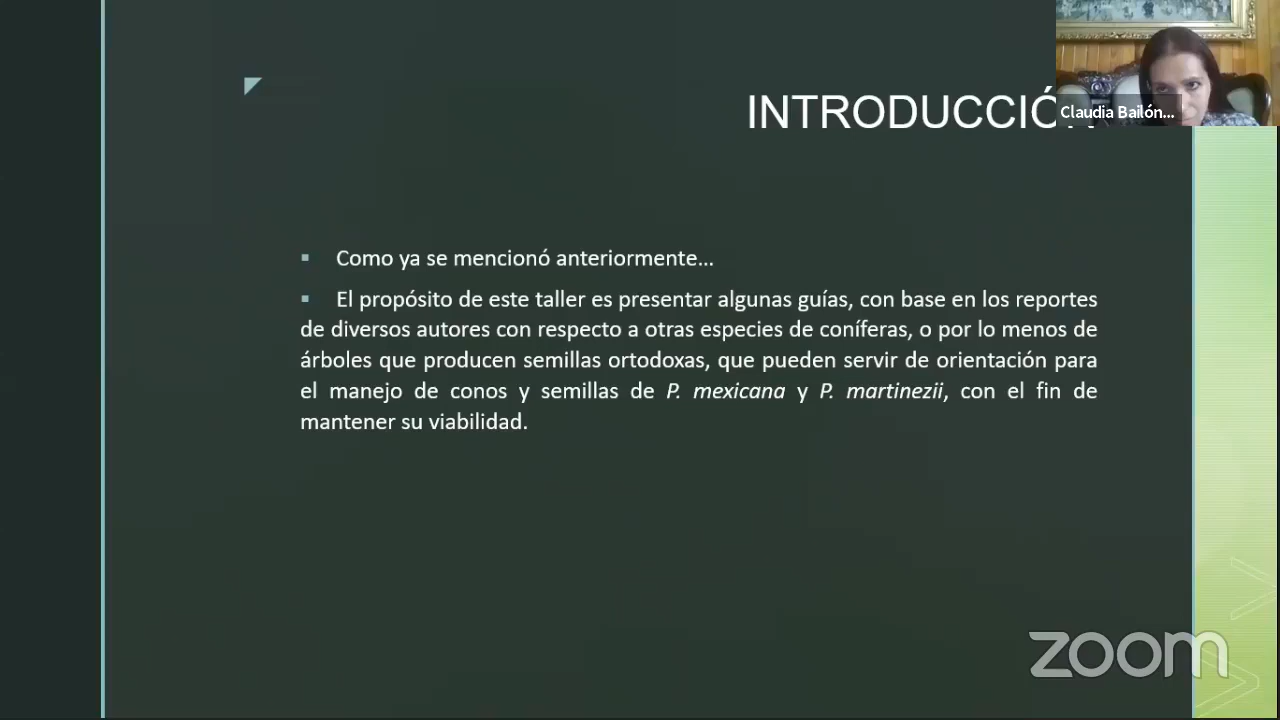 INTRODUCCIÓN
Claudia Bailón...
Como ya se mencionó anteriormente...
El propósito de este taller es presentar algunas guías, con base en los reportes
de diversos autores con respecto a otras especies de coníferas, o por lo menos de
árboles que producen semillas ortodoxas, que pueden servir de orientación para
el manejo de conos y semillas de P. mexicana y P. martinezii, con el fin de
mantener su viabilidad.
zoom